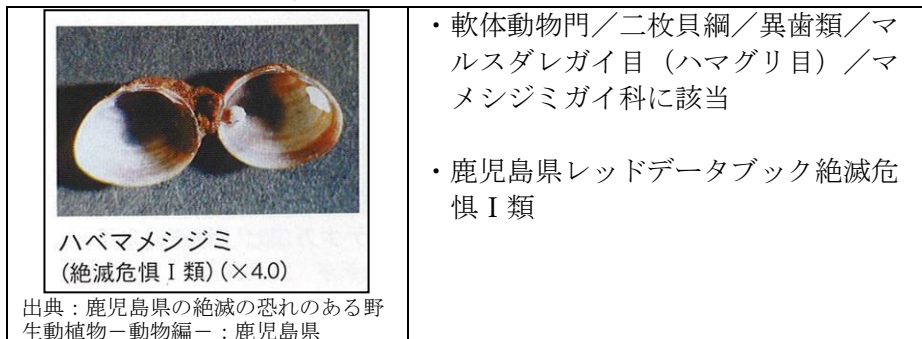 ハベマメシジミ
(絶滅危惧Ⅰ類)(×4.0)
出典：鹿児島県の絶滅の恐れのある野
生動植物－動物編－：鹿児島県
・軟体動物門／二枚貝綱／異歯類／マ
ルスダレガイ目（ハマグリ目）／マ
メシジミガイ科に該当
・鹿児島県レッドデータブック絶滅危
惧Ⅰ類